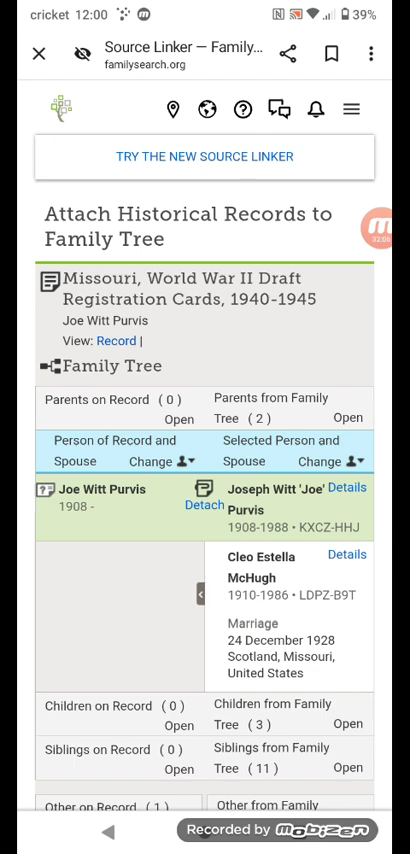 cricket 12:00 N 39%
Source Linker — Family...
familysearch.org
TRY THE NEW SOURCE LINKER
Attach Historical Records to
Family Tree
Missouri, World War II Draft
Registration Cards, 1940-1945
Joe Witt Purvis
View: Record |
32:06
Family Tree
Parents on Record ( 0 )
Open
Parents from Family
Tree ( 2 ) Open
Person of Record and
Spouse Change
Selected Person and
Spouse Change
Joe Witt Purvis
1908 -
Detach
Joseph Witt 'Joe' Details
Purvis
1908-1988 • KXCZ-HHJ
Cleo Estella Details
McHugh
1910-1986 • LDPZ-B9T
Marriage
24 December 1928
Scotland, Missouri,
United States
Children on Record ( 0 )
Open
Children from Family
Tree ( 3 ) Open
Siblings on Record ( 0 )
Open
Siblings from Family
Tree ( 11 ) Open
Other on Record ( 1 )
Other from Family
Recorded by mobizen